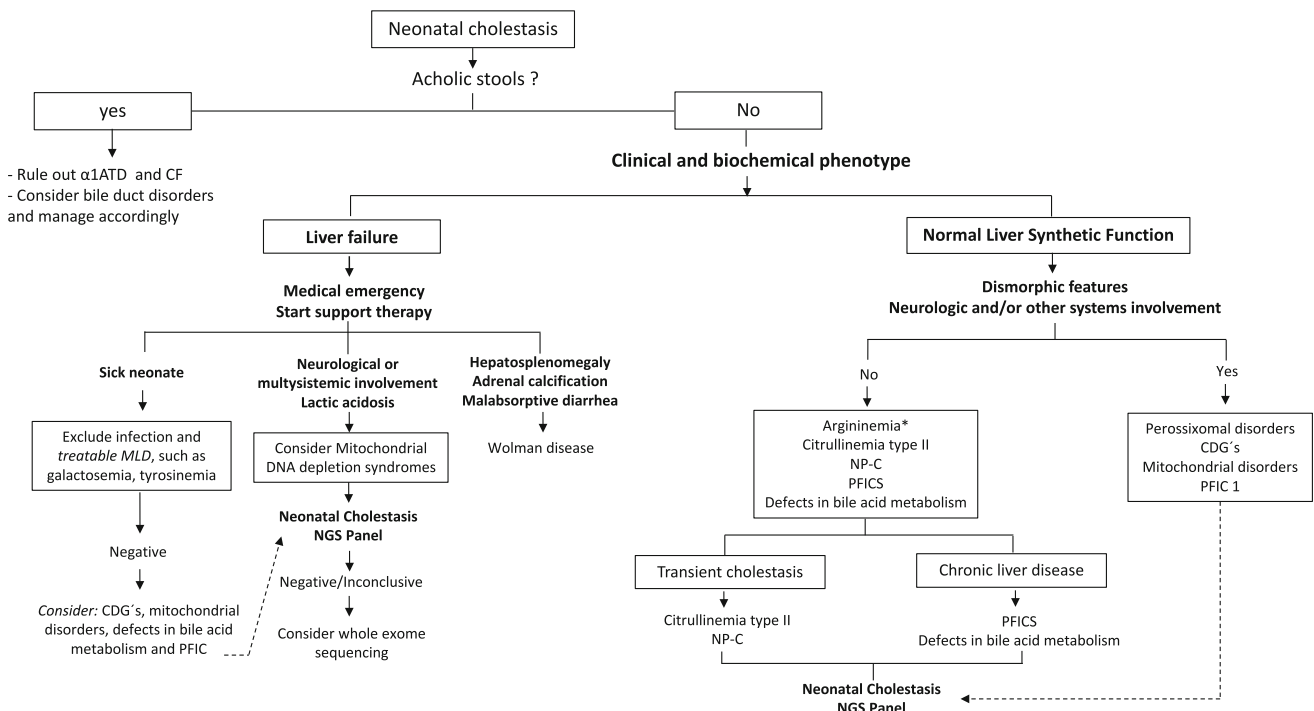 Neonatal cholestasis
Acholic stools ?
yes
No
- Rule out α1ATD and CF
- Consider bile duct disorders
and manage accordingly
Clinical and biochemical phenotype
Liver failure
Normal Liver Synthetic Function
Medical emergency
Start support therapy
Dismorphic features
Neurologic and/or other systems involvement
Sick neonate
Exclude infection and
treatable MLD, such as
galactosemia, tyrosinemia
Negative
Consider: CDG´s, mitochondrial
disorders, defects in bile acid
metabolism and PFIC
Neurological or
multysistemic involvement
Lactic acidosis
Consider Mitochondrial
DNA depletion syndromes
Neonatal Cholestasis
NGS Panel
Negative/Inconclusive
Consider whole exome
sequencing
Hepatosplenomegaly
Adrenal calcification
Malabsorptive diarrhea
Wolman disease
No
Argininemia*
Citrullinemia type II
NP-C
PFICS
Defects in bile acid metabolism
Yes
Perossixomal disorders
CDG´s
Mitochondrial disorders
PFIC 1
Transient cholestasis
Citrullinemia type II
NP-C
Chronic liver disease
PFICS
Defects in bile acid metabolism
Neonatal Cholestasis
NGS Panel